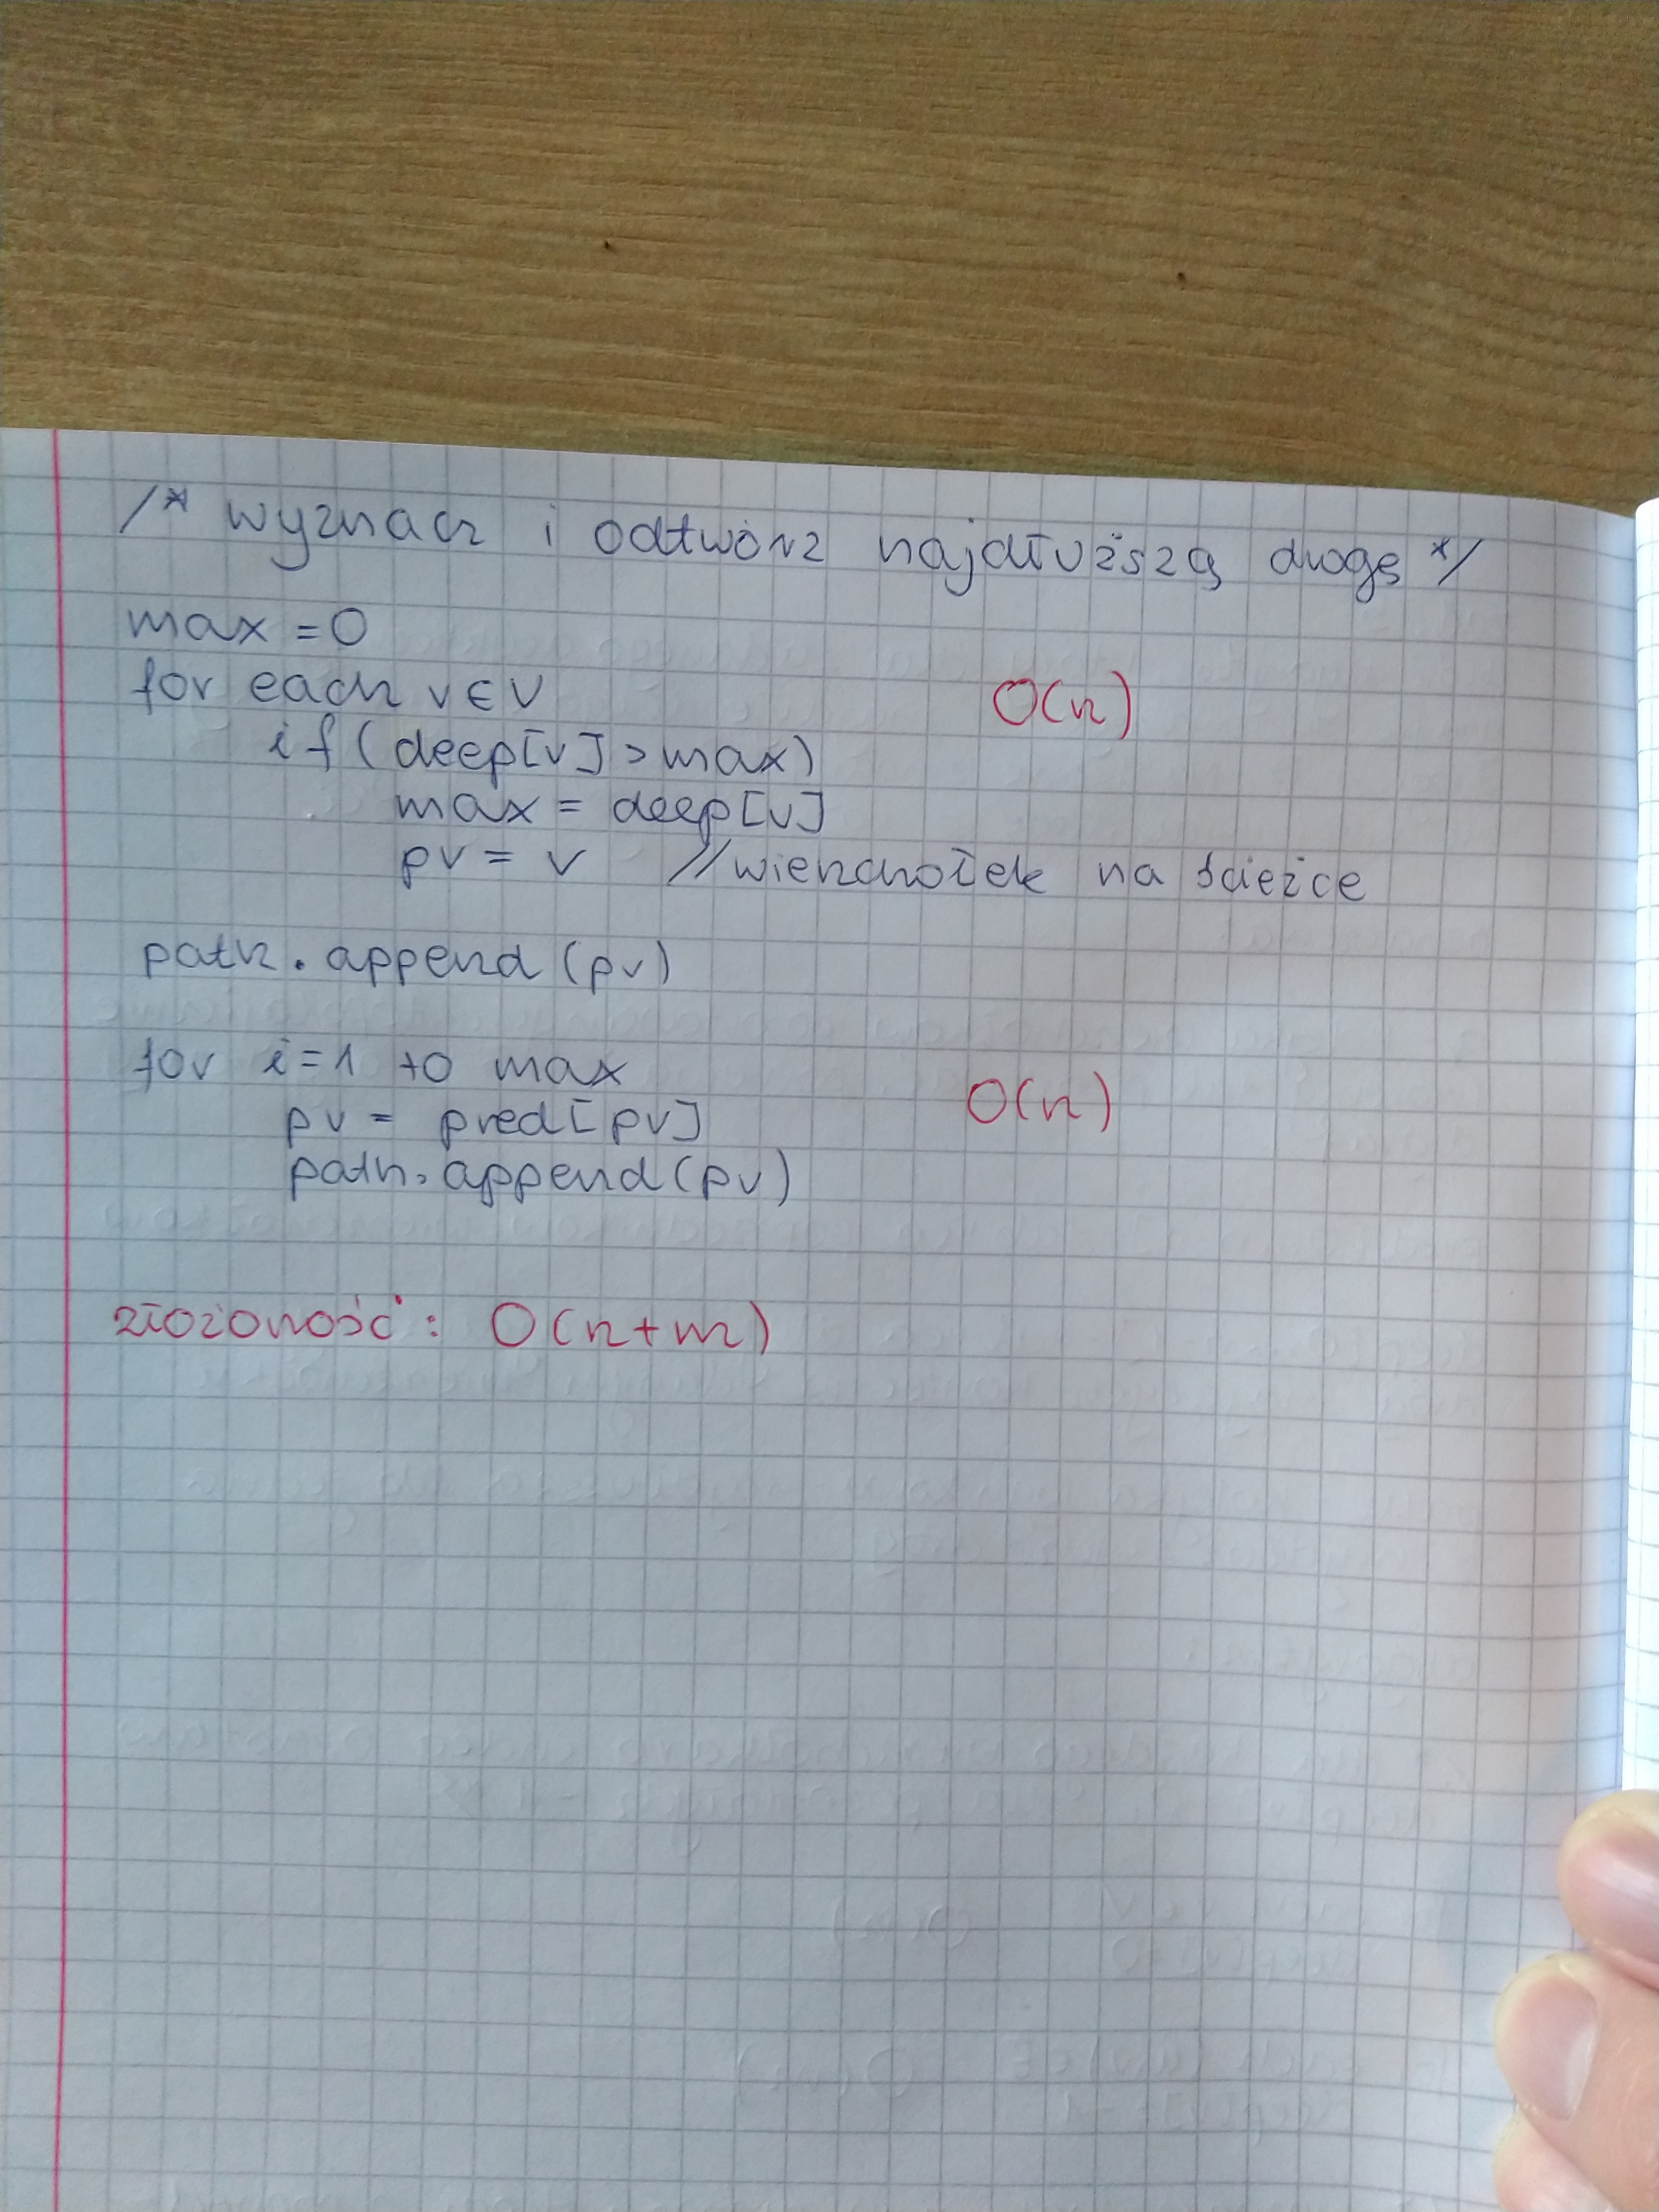 /* wyznacz i odtwórz najdłuższą drogę */
max = 0
for each v ∈ V O(n)
if (deep[v] > max)
max = deep[v]
pv = v //wierzchołek na ścieżce
path.append(pv)
for i=1 to max
pv = pred[pv] O(n)
path.append(pv)
złożoność: O(n+m)